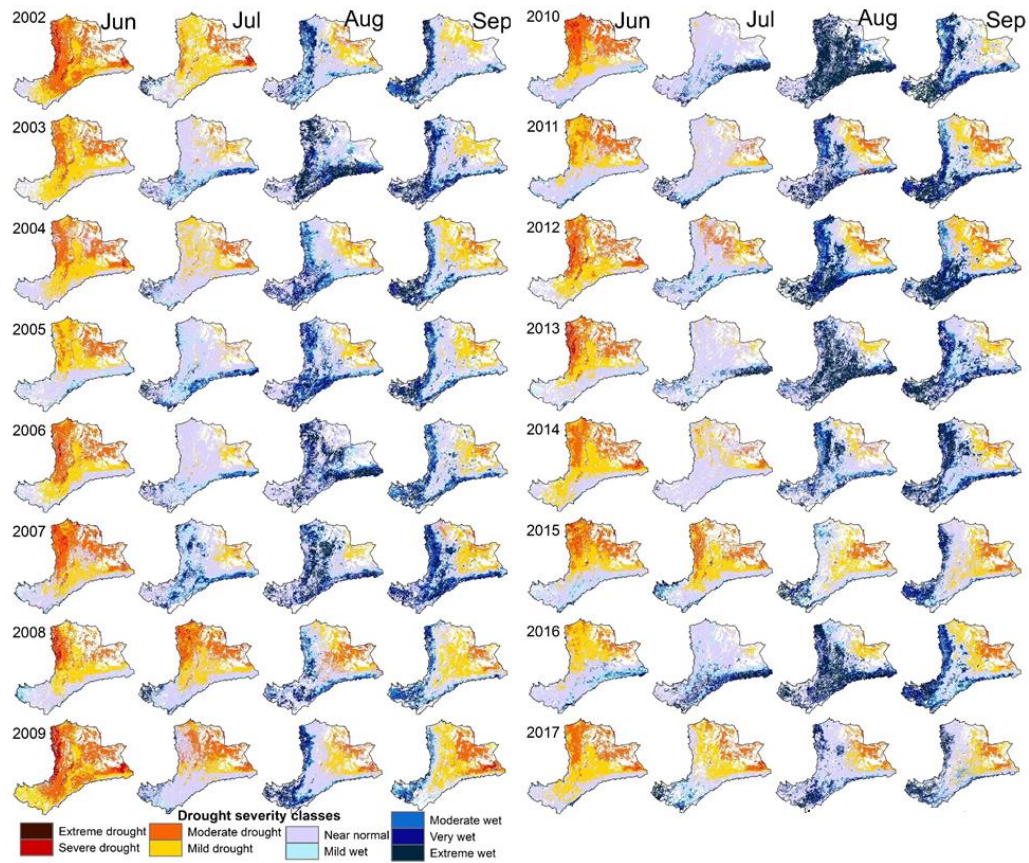 2002 Jun Jul Aug Sep 2010 Jun Jul Aug Sep
2003 2011
2004 2012
2005 2013
2006 2014
2007 2015
2008 2016
2009 2017
Drought severity classes
Extreme drought Moderate drought Near normal Moderate wet
Severe drought Mild drought Mild wet Very wet
Extreme wet